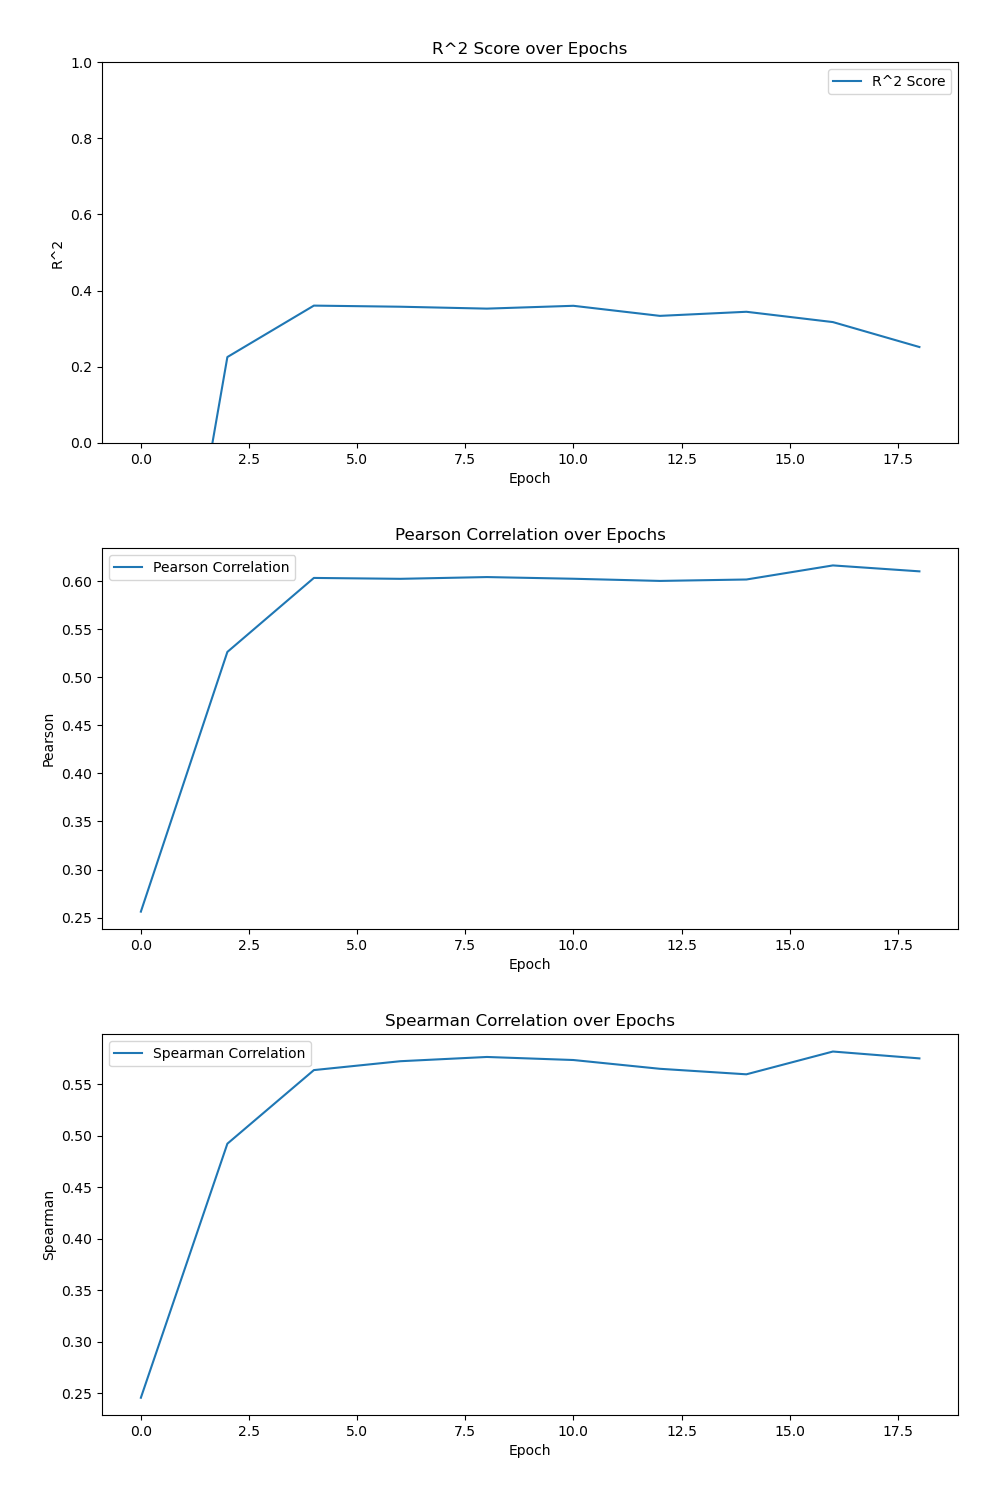 R^2 Score over Epochs
R^2 Score
1.0
0.8
0.6
0.4
0.2
0.0
R^2
0.0 2.5 5.0 7.5 10.0 12.5 15.0 17.5
Epoch
Pearson Correlation over Epochs
Pearson Correlation
0.60
0.55
0.50
0.45
0.40
0.35
0.30
0.25
Pearson
0.0 2.5 5.0 7.5 10.0 12.5 15.0 17.5
Epoch
Spearman Correlation over Epochs
Spearman Correlation
0.55
0.50
0.45
0.40
0.35
0.30
0.25
Spearman
0.0 2.5 5.0 7.5 10.0 12.5 15.0 17.5
Epoch